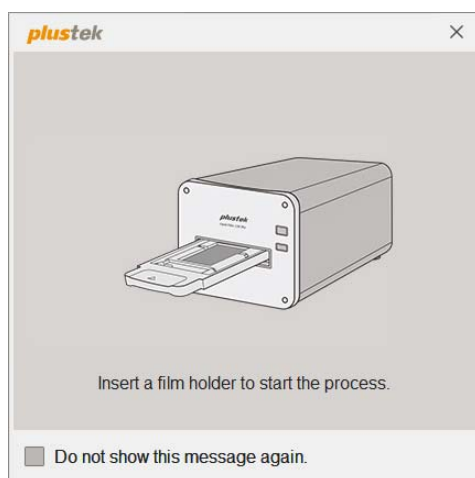 plustek
plustek
Insert a film holder to start the process.
Do not show this message again.